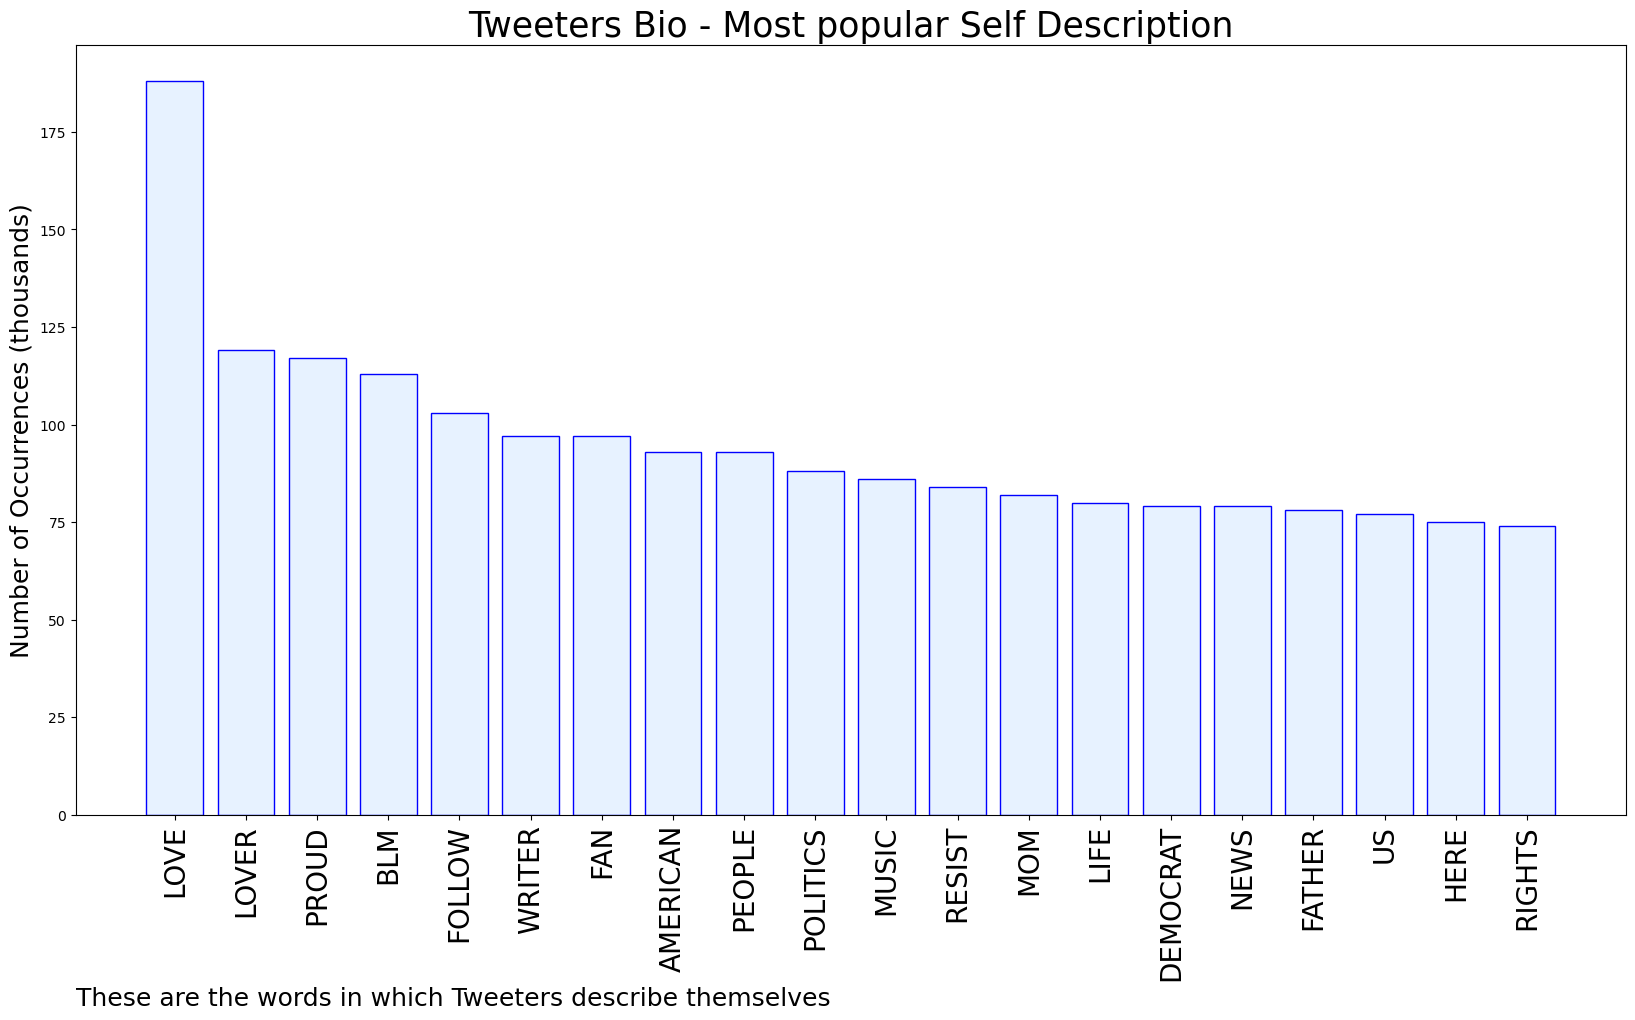 Tweeters Bio - Most popular Self Description
Number of Occurrences (thousands)
175
150
125
100
75
50
25
0
LOVE
LOVER
PROUD
BLM
FOLLOW
WRITER
FAN
AMERICAN
PEOPLE
POLITICS
MUSIC
RESIST
MOM
LIFE
DEMOCRAT
NEWS
FATHER
US
HERE
RIGHTS
These are the words in which Tweeters describe themselves